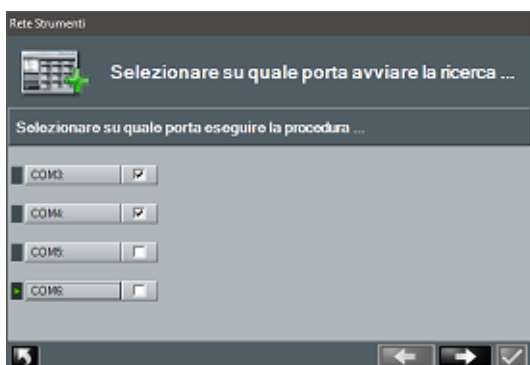 Rete Strumenti
Selezionare su quale porta avviare la ricerca ...
Selezionare su quale porta eseguire la procedura ...
COM3:
COM4:
COM5:
COM6: